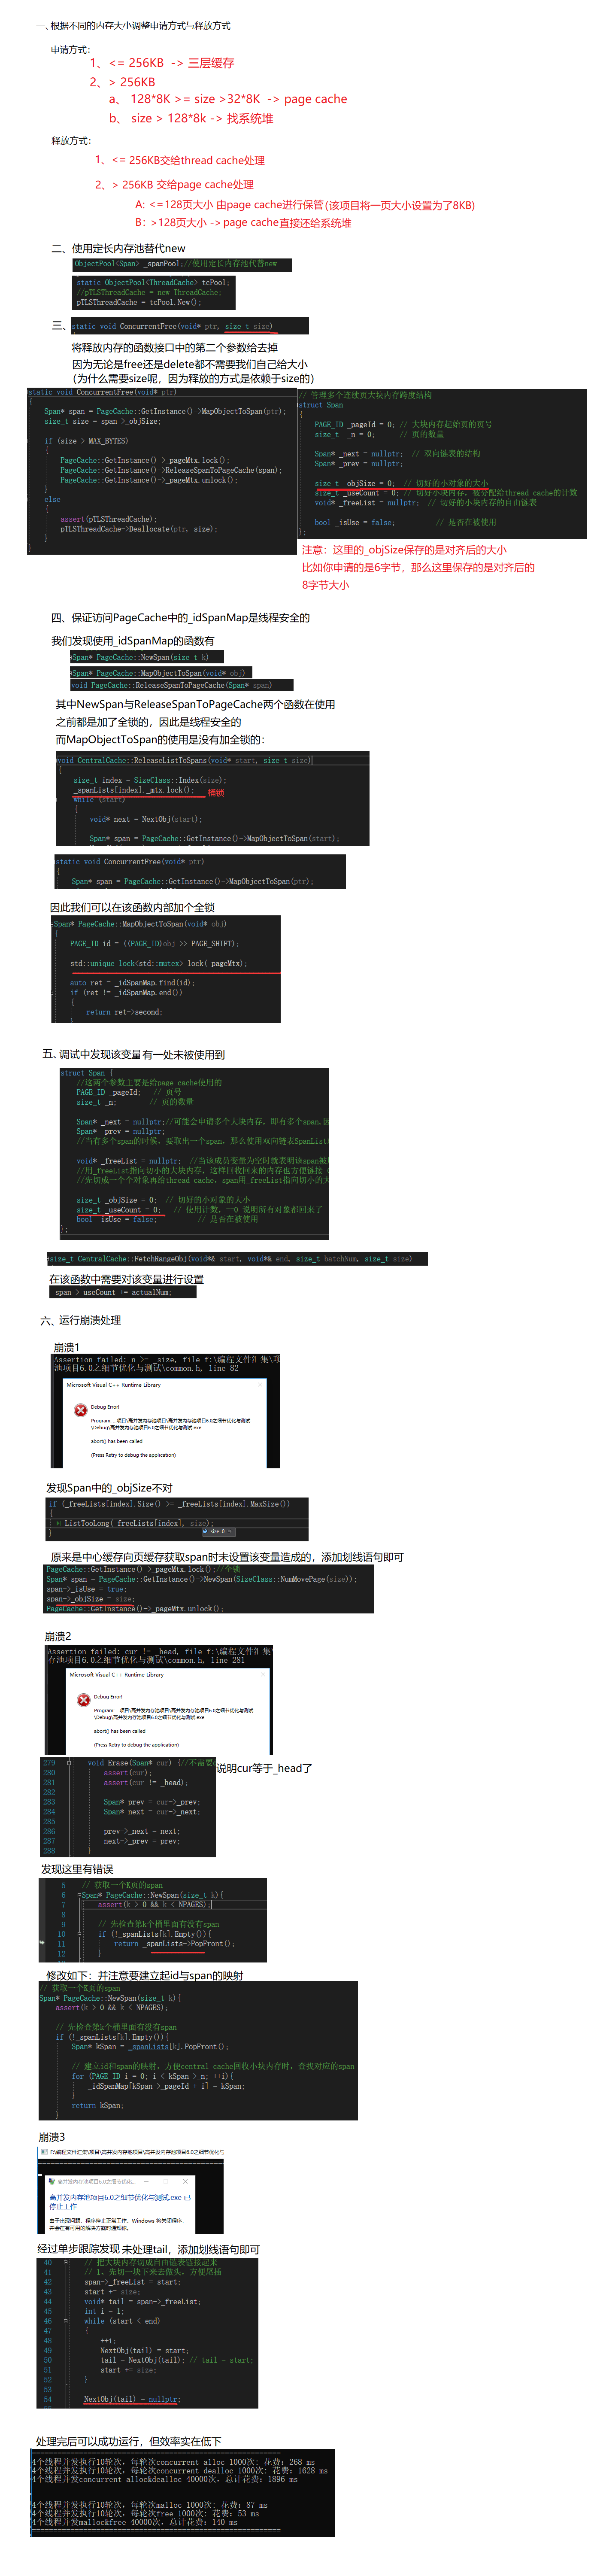 一、根据不同的内存大小调整申请方式与释放方式
申请方式：
1、<= 256KB -> 三层缓存
2、> 256KB
a、 128*8K >= size >32*8K -> page cache
b、 size > 128*8k -> 找系统堆
释放方式：
1、<= 256KB交给thread cache处理
2、> 256KB 交给page cache处理
A: <=128页大小 由page cache进行保管(该项目将一页大小设置为了8KB)
B: >128页大小 -> page cache直接还给系统堆
二、使用定长内存池替代new
ObjectPool<Span> _spanPool;//使用定长内存池代替new
static ObjectPool<ThreadCache> tcPool;
//pTLSThreadCache = new ThreadCache;
pTLSThreadCache = tcPool.New();
三、static void ConcurrentFree(void* ptr, size_t size)
将释放内存的函数接口中的第二个参数给去掉
因为无论是free还是delete都不需要我们自己给大小
（为什么需要size呢，因为释放的方式是依赖于size的）
static void ConcurrentFree(void* ptr)
{
Span* span = PageCache::GetInstance()->MapObjectToSpan(ptr);
size_t size = span->_objSize;
if (size > MAX_BYTES)
{
PageCache::GetInstance()->_pageMtx.lock();
PageCache::GetInstance()->ReleaseSpanToPageCache(span);
PageCache::GetInstance()->_pageMtx.unlock();
}
else
{
assert(pTLSThreadCache);
pTLSThreadCache->Deallocate(ptr, size);
}
}
// 管理多个连续页大块内存跨度结构
struct Span
{
PAGE_ID _pageId = 0; // 大块内存起始页的页号
size_t _n = 0; // 页的数量
Span* _next = nullptr; // 双向链表的结构
Span* _prev = nullptr;
size_t _objSize = 0; // 切好的小对象的大小
size_t _useCount = 0; // 切好小块内存，被分配给thread cache的计数
void* _freeList = nullptr; // 切好的小块内存的自由链表
bool _isUse = false; // 是否在被使用
};
注意：这里的_objSize保存的是对齐后的大小
比如你申请的是6字节，那么这里保存的是对齐后的
8字节大小
四、保证访问PageCache中的_idSpanMap是线程安全的
我们发现使用_idSpanMap的函数有
Span* PageCache::NewSpan(size_t k)
Span* PageCache::MapObjectToSpan(void* obj)
void PageCache::ReleaseSpanToPageCache(Span* span)
其中NewSpan与ReleaseSpanToPageCache两个函数在使用
之前都是加了全锁的，因此是线程安全的
而MapObjectToSpan的使用是没有加全锁的：
void CentralCache::ReleaseListToSpans(void* start, size_t size)
{
size_t index = SizeClass::Index(size);
_spanLists[index]._mtx.lock(); 桶锁
while (start)
{
void* next = NextObj(start);
Span* span = PageCache::GetInstance()->MapObjectToSpan(start);
static void ConcurrentFree(void* ptr)
{
Span* span = PageCache::GetInstance()->MapObjectToSpan(ptr);
因此我们可以在该函数内部加个全锁
Span* PageCache::MapObjectToSpan(void* obj)
{
PAGE_ID id = ((PAGE_ID)obj >> PAGE_SHIFT);
std::unique_lock<std::mutex> lock(_pageMtx);
auto ret = _idSpanMap.find(id);
if (ret != _idSpanMap.end())
{
return ret->second;
}
五、调试中发现该变量有一处未被使用到
struct Span {
//这两个参数主要是给page cache使用的
PAGE_ID _pageId; // 页号
size_t _n; // 页的数量
Span* _next = nullptr;//可能会申请多个大块内存，即有多个span,因
Span* _prev = nullptr;
//当有多个span的时候，要取出一个span，那么使用双向链表SpanList
void* _freeList = nullptr; //当该成员变量为空时就表明该span被
//用_freeList指向切小的大块内存，这样回收回来的内存也方便链接
//先切成一个个对象再给thread cache，span用_freeList指向切小的大
size_t _objSize = 0; // 切好的小对象的大小
size_t _useCount = 0; // 使用计数，==0 说明所有对象都回来了
bool _isUse = false; // 是否在被使用
};
size_t CentralCache::FetchRangeObj(void*& start, void*& end, size_t batchNum, size_t size)
在该函数中需要对该变量进行设置
span->_useCount += actualNum;
六、运行崩溃处理
崩溃1
Assertion failed: n >= _size, file f:\编程文件汇集\项
池项目6.0之细节优化与测试\common.h, line 82
Microsoft Visual C++ Runtime Library
Debug Error!
Program: ...项目\高并发内存池项目\高并发内存池项目6.0之细节优化与测试
\Debug\高并发内存池项目6.0之细节优化与测试.exe
abort() has been called
(Press Retry to debug the application)
发现Span中的_objSize不对
if (_freeLists[index].Size() >= _freeLists[index].MaxSize())
{
ListTooLong(_freeLists[index], size);
size 0
}
原来是中心缓存向页缓存获取span时未设置该变量造成的，添加划线语句即可
PageCache::GetInstance()->_pageMtx.lock();//全锁
Span* span = PageCache::GetInstance()->NewSpan(SizeClass::NumMovePage(size));
span->_isUse = true;
span->_objSize = size;
PageCache::GetInstance()->_pageMtx.unlock();
崩溃2
Assertion failed: cur != _head, file f:\编程文件汇集\
存池项目6.0之细节优化与测试\common.h, line 281
Microsoft Visual C++ Runtime Library
Debug Error!
Program: ...项目\高并发内存池项目\高并发内存池项目6.0之细节优化与测试
\Debug\高并发内存池项目6.0之细节优化与测试.exe
abort() has been called
(Press Retry to debug the application)
279 void Erase(Span* cur) {//不需要
280 assert(cur);
281 assert(cur != _head);
282
283 Span* prev = cur->_prev;
284 Span* next = cur->_next;
285
286 prev->_next = next;
287 next->_prev = prev;
288 }
说明cur等于_head了
发现这里有错误
5 // 获取一个K页的span
6 Span* PageCache::NewSpan(size_t k){
7 assert(k > 0 && k < NPAGES);
8
9 // 先检查第k个桶里面有没有span
10 if (!_spanLists[k].Empty()){
11 return _spanLists->PopFront();
12 }
修改如下：并注意要建立起id与span的映射
// 获取一个K页的span
Span* PageCache::NewSpan(size_t k){
assert(k > 0 && k < NPAGES);
// 先检查第k个桶里面有没有span
if (!_spanLists[k].Empty()){
Span* kSpan = _spanLists[k].PopFront();
// 建立id和span的映射，方便central cache回收小块内存时，查找对应的span
for (PAGE_ID i = 0; i < kSpan->_n; ++i){
_idSpanMap[kSpan->_pageId + i] = kSpan;
}
return kSpan;
}
崩溃3
F:\编程文件汇集\项目\高并发内存池项目\高并发内存池项目6.0之细节优化与
高并发内存池项目6.0之细节优化...
高并发内存池项目6.0之细节优化与测试.exe 已
停止工作
由于出现问题，程序停止正常工作。Windows 将关闭程序，
并会在有可用的解决方案时通知你。
经过单步跟踪发现 未处理tail，添加划线语句即可
40 // 把大块内存切成自由链表链接起来
41 // 1、先切一块下来去做头，方便尾插
42 span->_freeList = start;
43 start += size;
44 void* tail = span->_freeList;
45 int i = 1;
46 while (start < end)
47 {
48 ++i;
49 NextObj(tail) = start;
50 tail = NextObj(tail); // tail = start;
51 start += size;
52 }
53
54 NextObj(tail) = nullptr;
处理完后可以成功运行，但效率实在低下
==========================================================
4个线程并发执行10轮次，每轮次concurrent alloc 1000次: 花费：268 ms
4个线程并发执行10轮次，每轮次concurrent dealloc 1000次: 花费：1628 ms
4个线程并发concurrent alloc&dealloc 40000次，总计花费：1896 ms
4个线程并发执行10轮次，每轮次malloc 1000次: 花费：87 ms
4个线程并发执行10轮次，每轮次free 1000次: 花费：53 ms
4个线程并发malloc&free 40000次，总计花费：140 ms
==========================================================